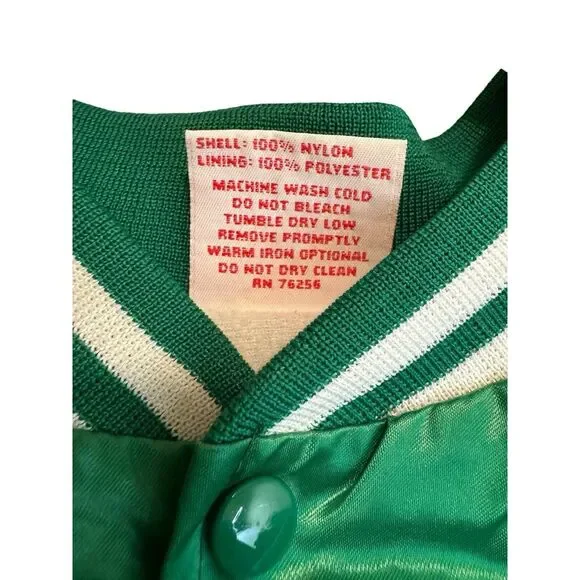 SHELL: 100% NYLON
LINING: 100% POLYESTER
MACHINE WASH COLD
DO NOT BLEACH
TUMBLE DRY LOW
REMOVE PROMPTLY
WARM IRON OPTIONAL
DO NOT DRY CLEAN
RN 76256